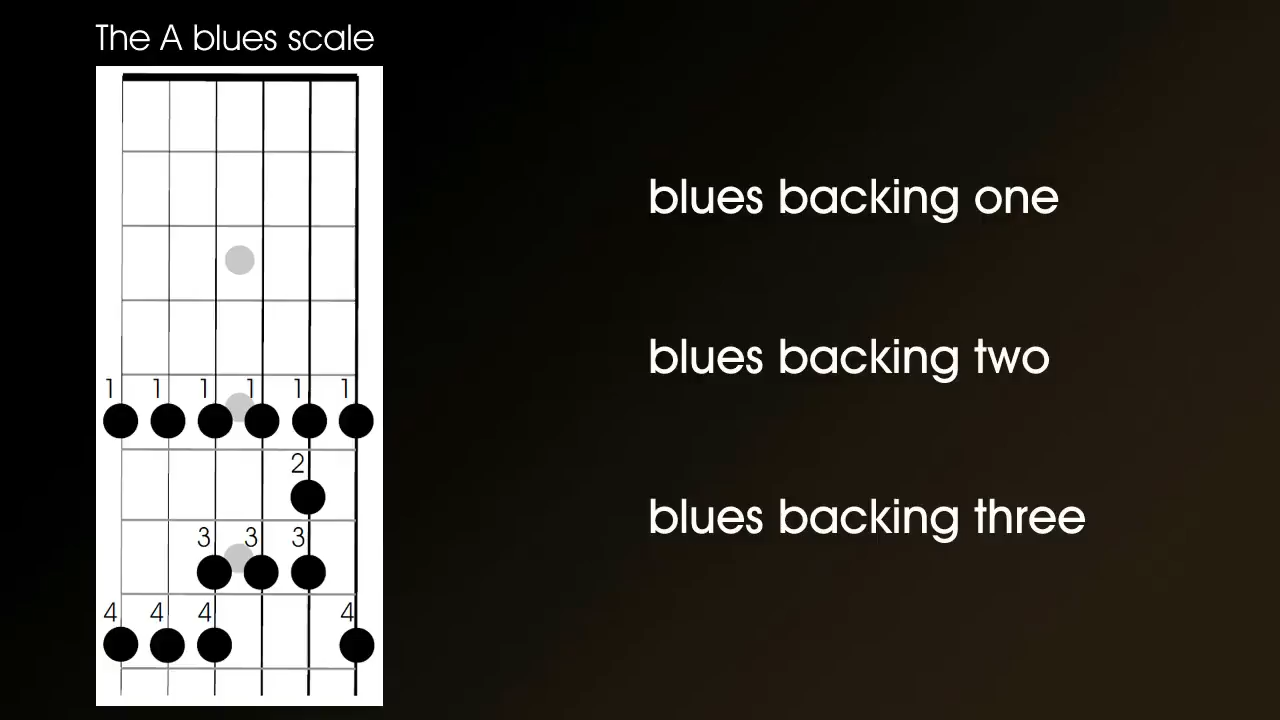 The A blues scale
1 1 1 1 1 1
2
3 3 3
4 4 4 4
blues backing one
blues backing two
blues backing three